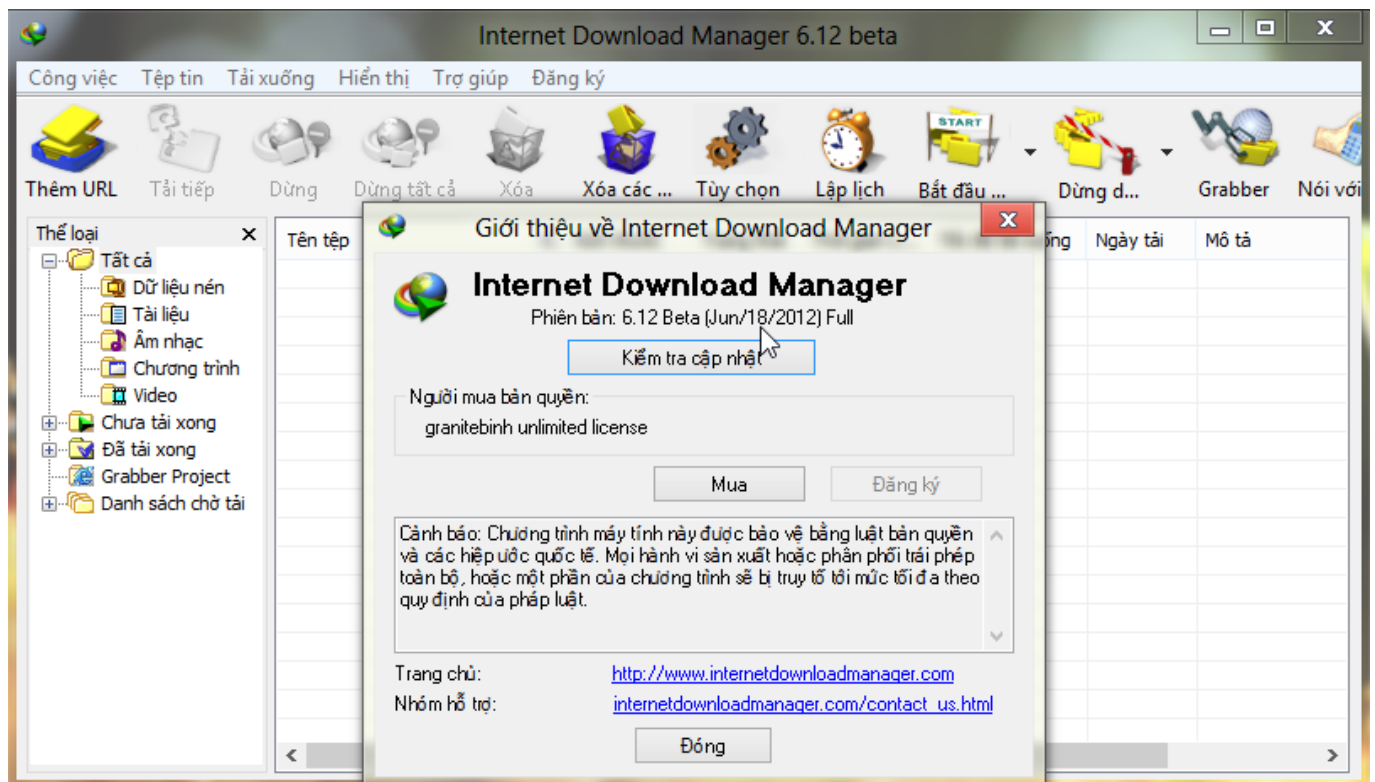 Internet Download Manager 6.12 beta
Công việc Tệp tin Tải xuống Hiển thị Trợ giúp Đăng ký
START
Thêm URL Tải tiếp Dừng Dừng tất cả Xóa Xóa các ... Tùy chọn Lập lịch Bắt đầu ... Dừng d... Grabber Nói với
Thể loại
Tất cả
Dữ liệu nén
Tài liệu
Âm nhạc
Chương trình
Video
Chưa tải xong
Đã tải xong
Grabber Project
Danh sách chờ tải
Tên tệp Ngày tải Mô tả
Giới thiệu về Internet Download Manager
Internet Download Manager
Phiên bản: 6.12 Beta (Jun/18/2012) Full
Kiểm tra cập nhật
Người mua bản quyền:
granitebinh unlimited license
Mua Đăng ký
Cảnh báo: Chương trình máy tính này được bảo vệ bằng luật bản quyền
và các hiệp ước quốc tế. Mọi hành vi sản xuất hoặc phân phối trái phép
toàn bộ, hoặc một phần của chương trình sẽ bị truy tố tới mức tối đa theo
quy định của pháp luật.
Trang chủ: http://www.internetdownloadmanager.com
Nhóm hỗ trợ: internetdownloadmanager.com/contact_us.html
Đóng